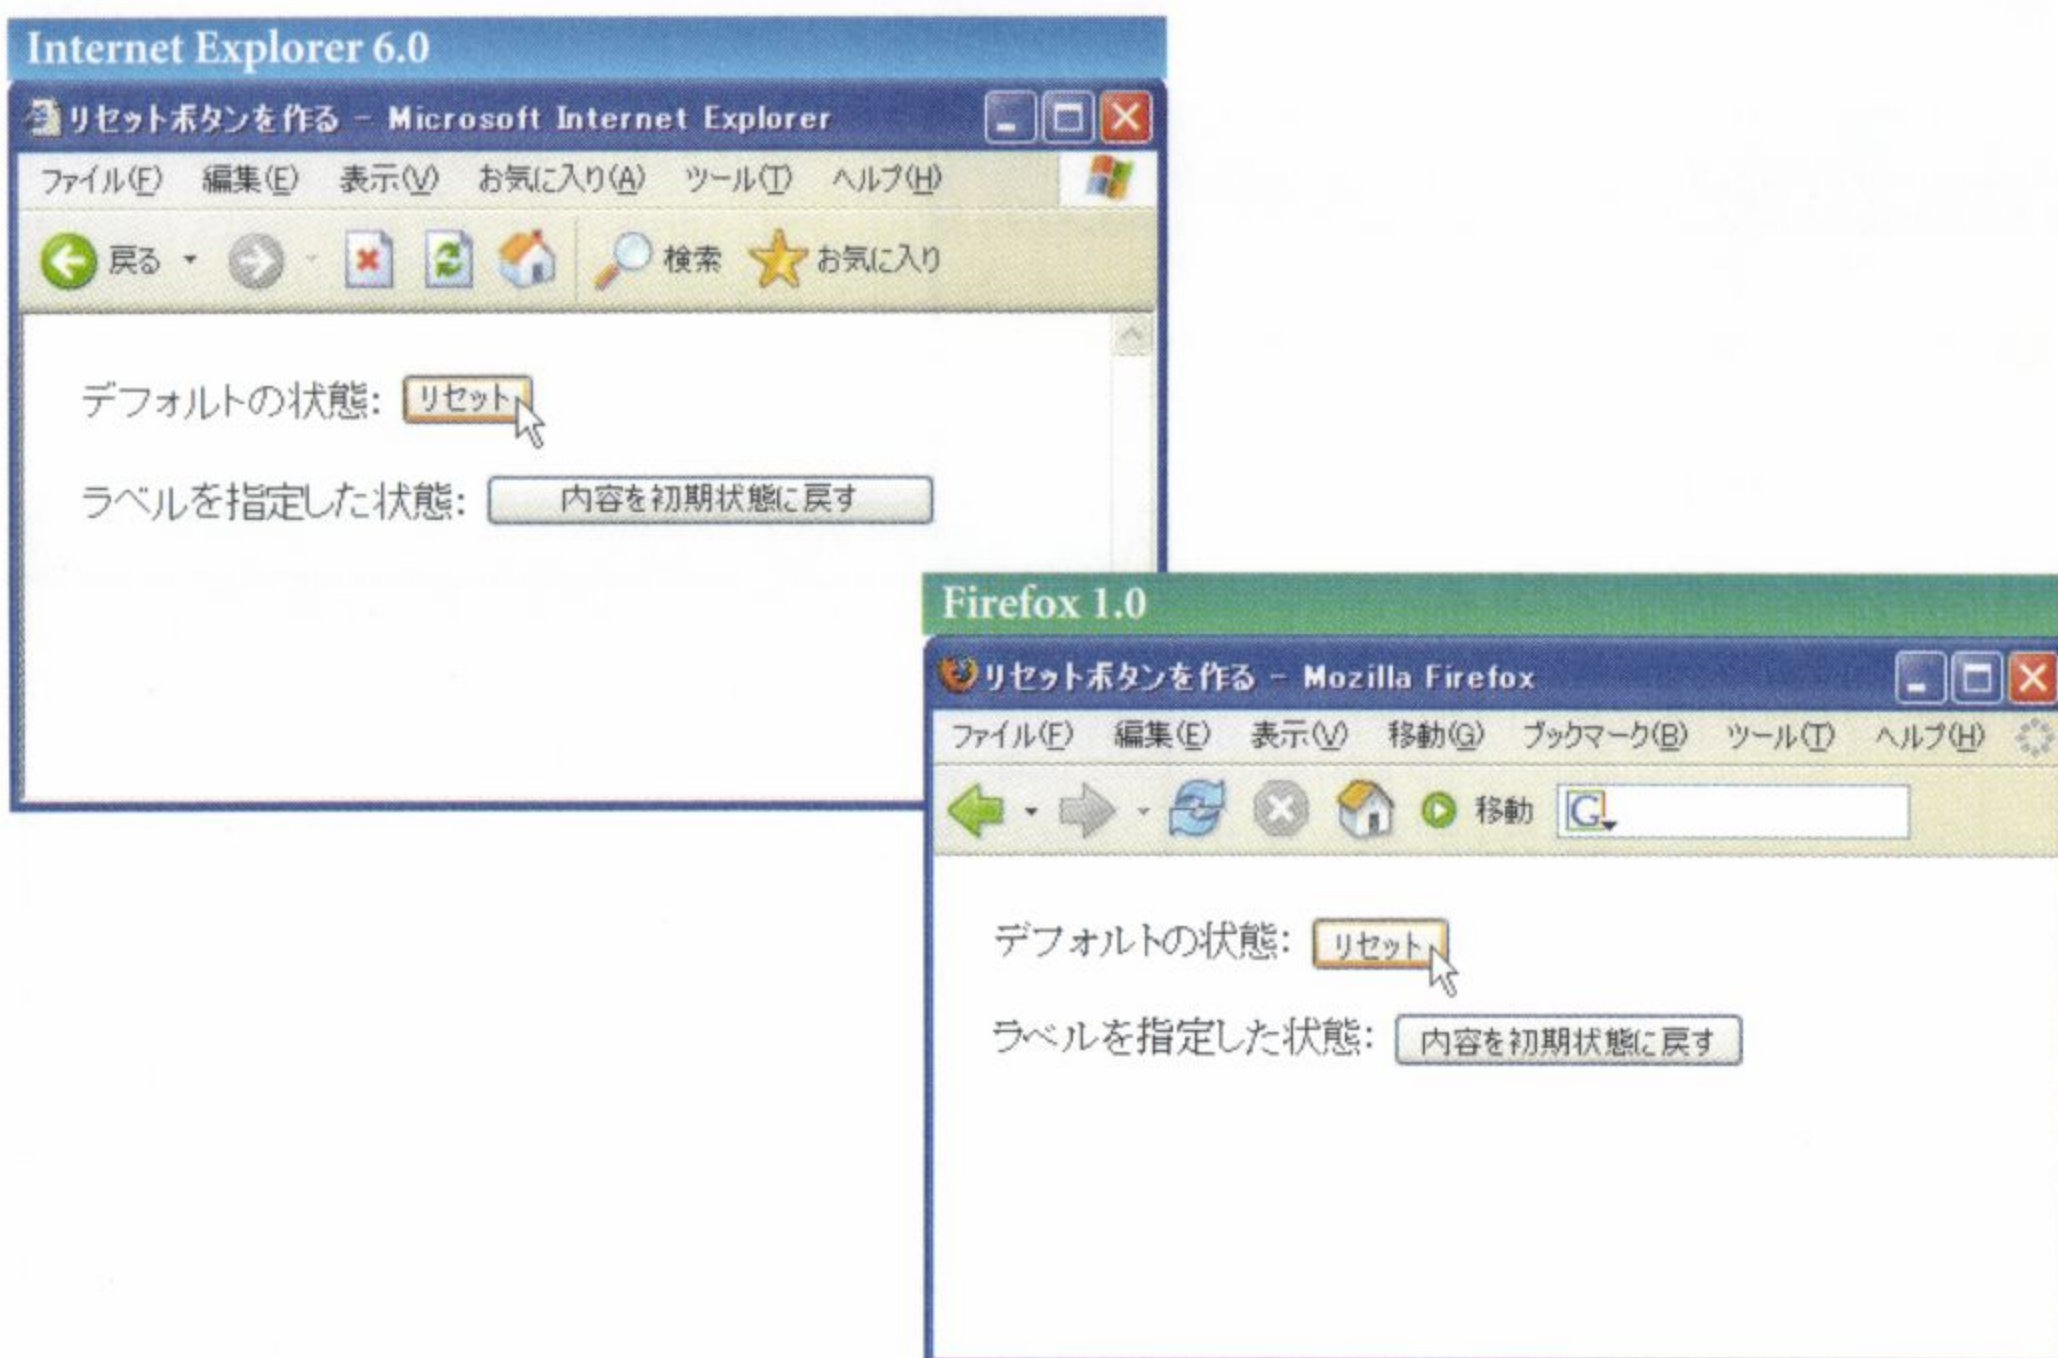 Internet Explorer 6.0
リセットボタンを作る - Microsoft Internet Explorer
ファイル(F) 編集(E) 表示(V) お気に入り(A) ツール(T) ヘルプ(H)
戻る 検索 お気に入り
デフォルトの状態: リセット
ラベルを指定した状態: 内容を初期状態に戻す
Firefox 1.0
リセットボタンを作る - Mozilla Firefox
ファイル(F) 編集(E) 表示(V) 移動(G) ブックマーク(B) ツール(T) ヘルプ(H)
移動 G
デフォルトの状態: リセット
ラベルを指定した状態: 内容を初期状態に戻す